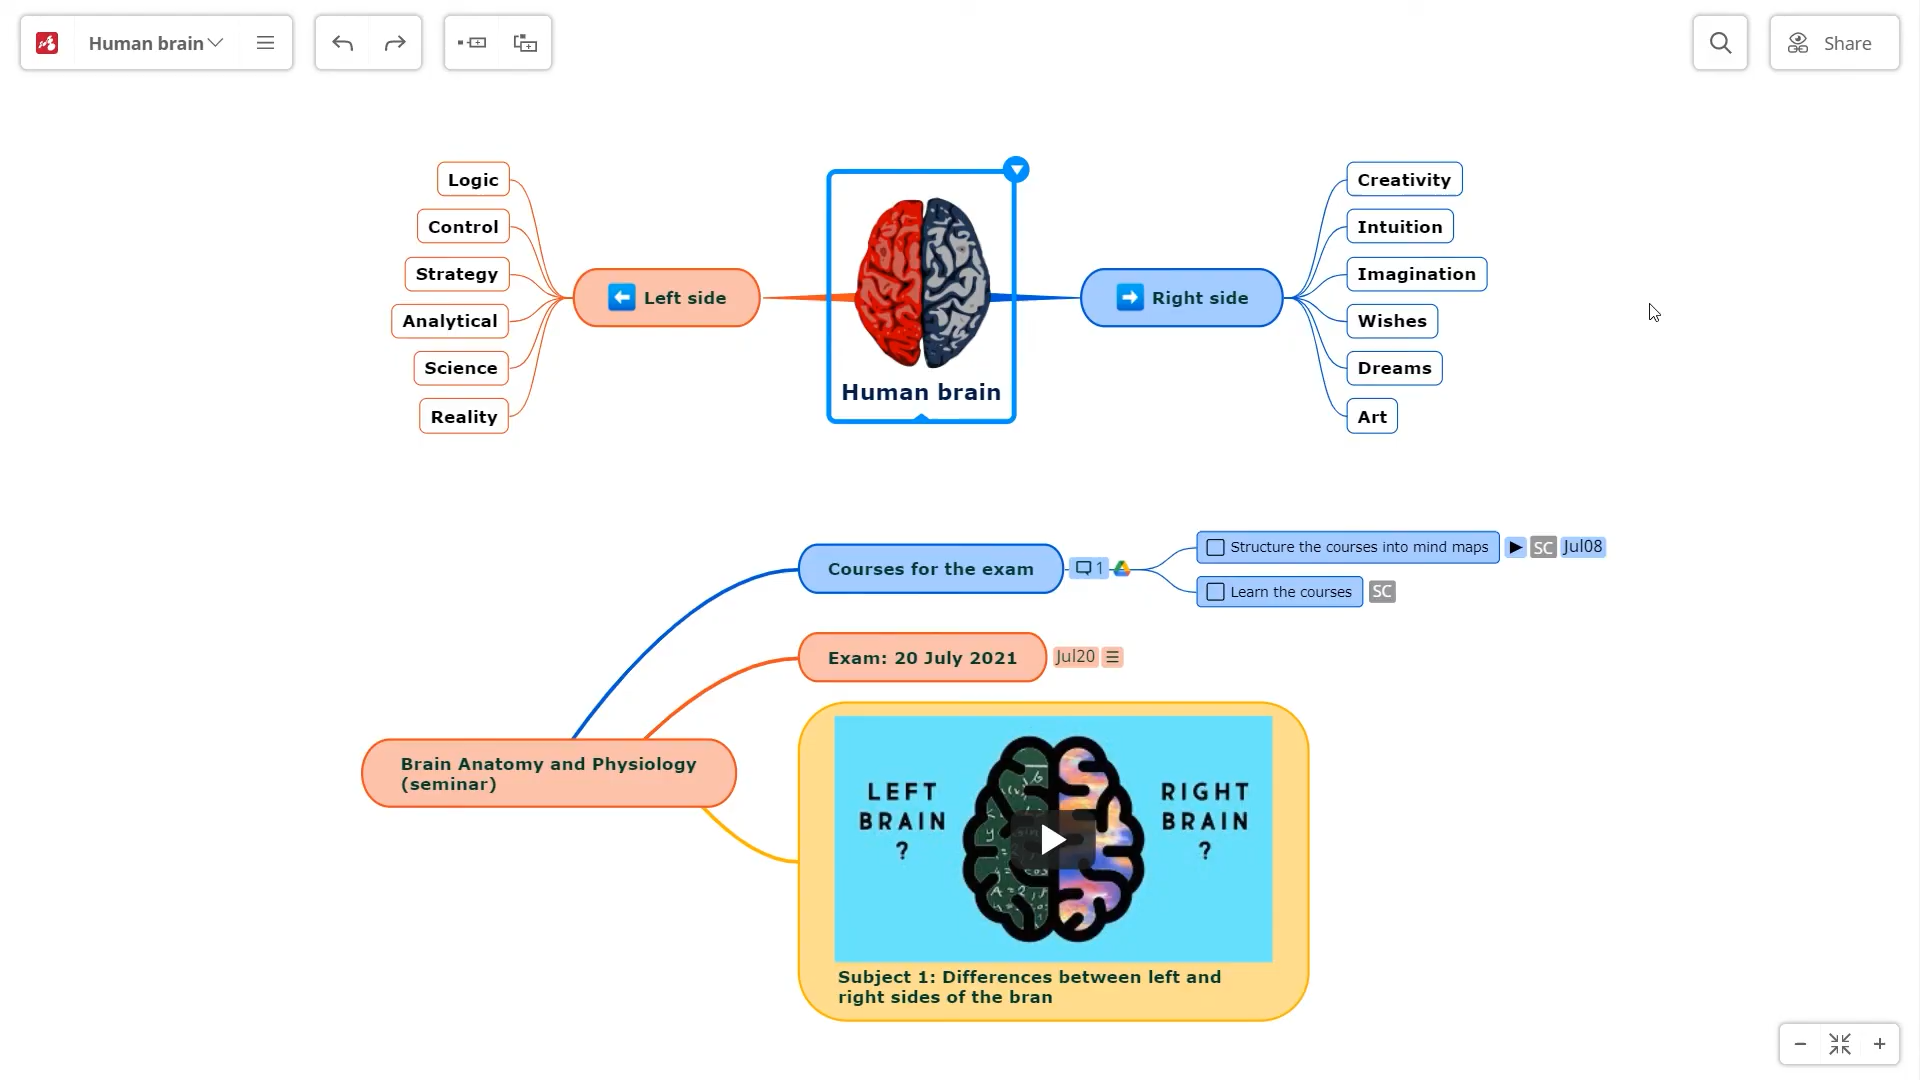 Human brain
Share
Logic
Control
Strategy
Analytical
Science
Reality
Left side
Human brain
Right side
Creativity
Intuition
Imagination
Wishes
Dreams
Art
Courses for the exam
1
Structure the courses into mind maps
SC
Jul08
Learn the courses
SC
Exam: 20 July 2021
Jul20
Brain Anatomy and Physiology
(seminar)
LEFT
BRAIN
?
RIGHT
BRAIN
?
Subject 1: Differences between left and
right sides of the bran